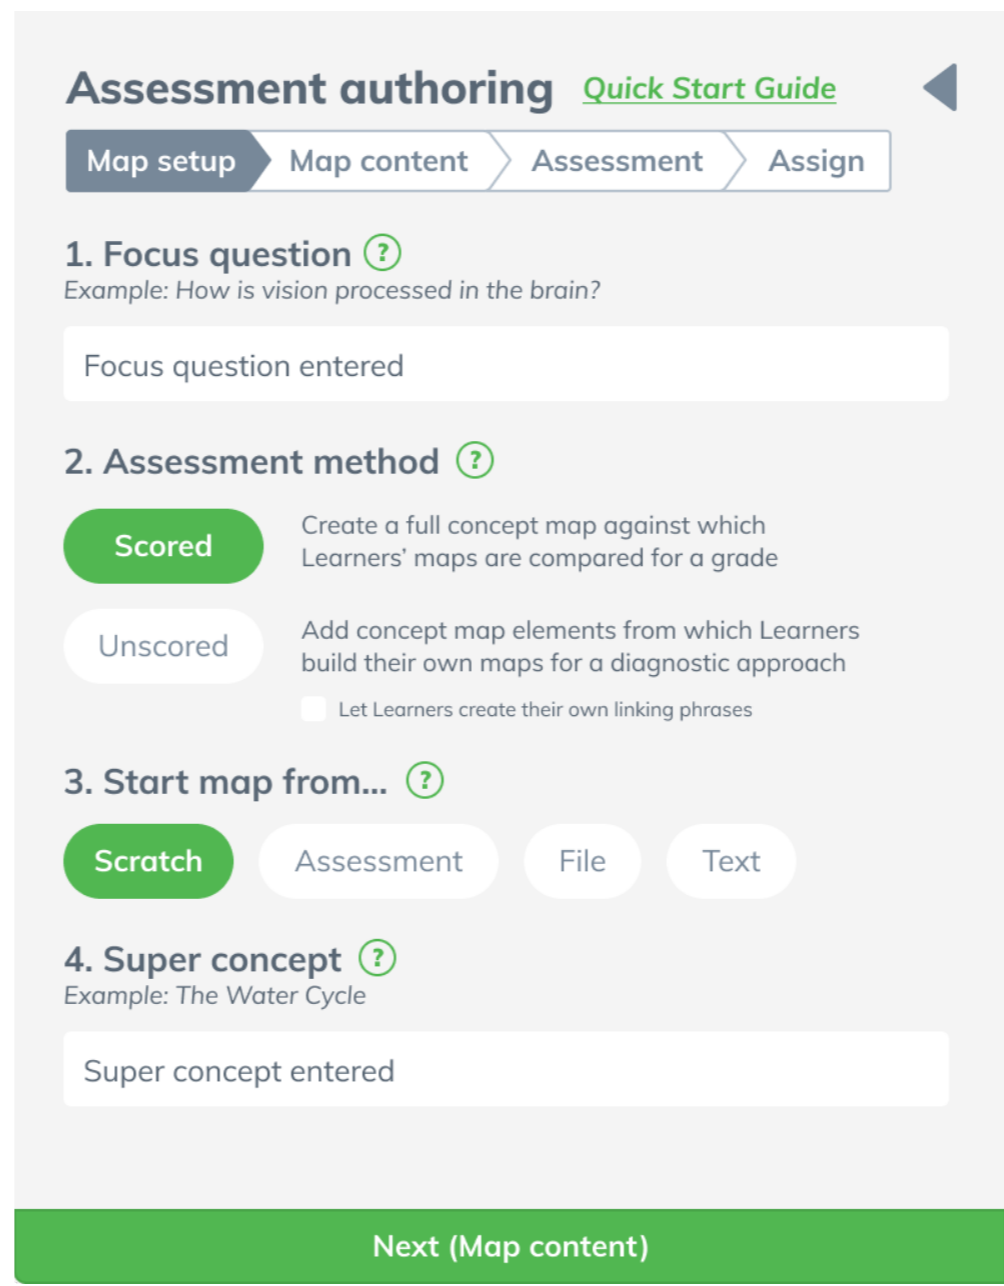 Assessment authoring Quick Start Guide
Map setup Map content Assessment Assign
1. Focus question ?
Example: How is vision processed in the brain?
Focus question entered
2. Assessment method ?
Scored
Create a full concept map against which
Learners’ maps are compared for a grade
Unscored
Add concept map elements from which Learners
build their own maps for a diagnostic approach
Let Learners create their own linking phrases
3. Start map from... ?
Scratch Assessment File Text
4. Super concept ?
Example: The Water Cycle
Super concept entered
Next (Map content)